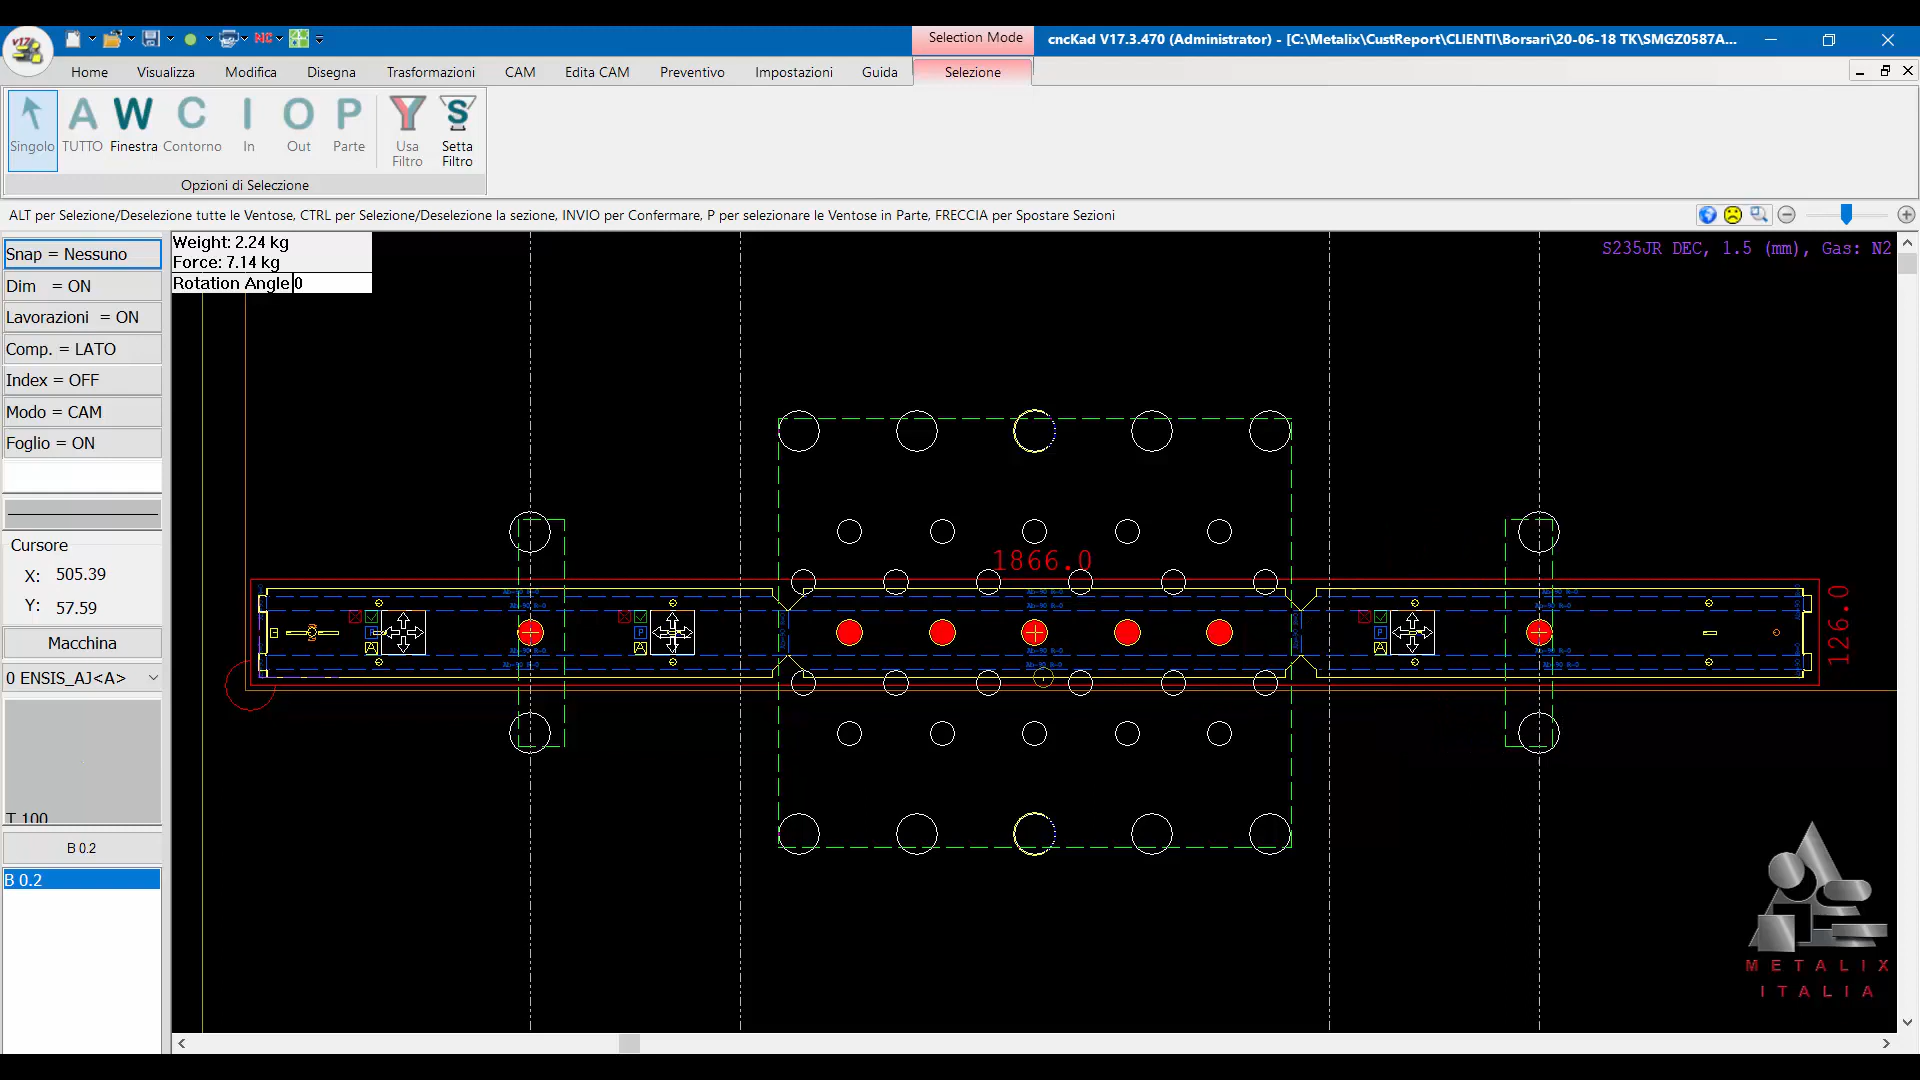 v17
NC
Selection Mode
cncKad V17.3.470 (Administrator) - [C:\Metalix\CustReport\CLIENTI\Borsari\20-06-18 TK\SMGZ0587A...
Home Visualizza Modifica Disegna Trasformazioni CAM Edita CAM Preventivo Impostazioni Guida Selezione
A W C I O P Y S
Singolo TUTTO Finestra Contorno In Out Parte Usa Filtro Setta Filtro
Opzioni di Selezione
ALT per Selezione/Deselezione tutte le Ventose, CTRL per Selezione/Deselezione la sezione, INVIO per Confermare, P per selezionare le Ventose in Parte, FRECCIA per Spostare Sezioni
Snap = Nessuno
Dim = ON
Lavorazioni = ON
Comp. = LATO
Index = OFF
Modo = CAM
Foglio = ON
Cursore
X: 505.39
Y: 57.59
Macchina
0 ENSIS_AJ<A>
T 100
B 0.2
B 0.2
Weight: 2.24 kg
Force: 7.14 kg
Rotation Angle 0
S235JR DEC, 1.5 (mm), Gas: N2
1866.0
126.0
P
A
P
A
P
A
METALIX
ITALIA